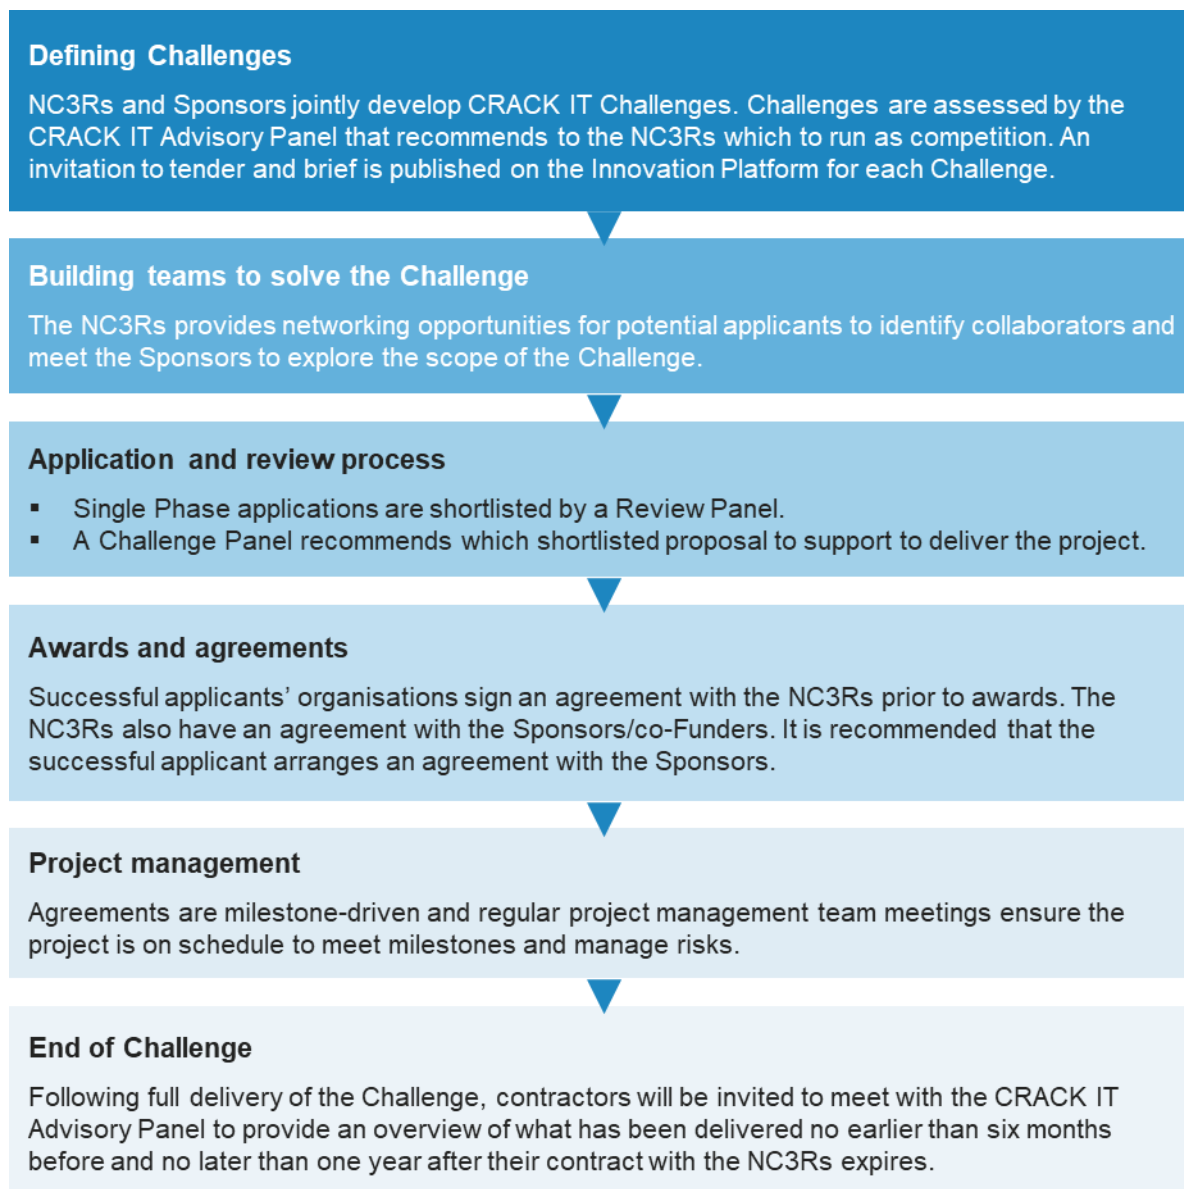 Defining Challenges
NC3Rs and Sponsors jointly develop CRACK IT Challenges. Challenges are assessed by the
CRACK IT Advisory Panel that recommends to the NC3Rs which to run as competition. An
invitation to tender and brief is published on the Innovation Platform for each Challenge.
Building teams to solve the Challenge
The NC3Rs provides networking opportunities for potential applicants to identify collaborators and
meet the Sponsors to explore the scope of the Challenge.
Application and review process
▪ Single Phase applications are shortlisted by a Review Panel.
▪ A Challenge Panel recommends which shortlisted proposal to support to deliver the project.
Awards and agreements
Successful applicants’ organisations sign an agreement with the NC3Rs prior to awards. The
NC3Rs also have an agreement with the Sponsors/co-Funders. It is recommended that the
successful applicant arranges an agreement with the Sponsors.
Project management
Agreements are milestone-driven and regular project management team meetings ensure the
project is on schedule to meet milestones and manage risks.
End of Challenge
Following full delivery of the Challenge, contractors will be invited to meet with the CRACK IT
Advisory Panel to provide an overview of what has been delivered no earlier than six months
before and no later than one year after their contract with the NC3Rs expires.